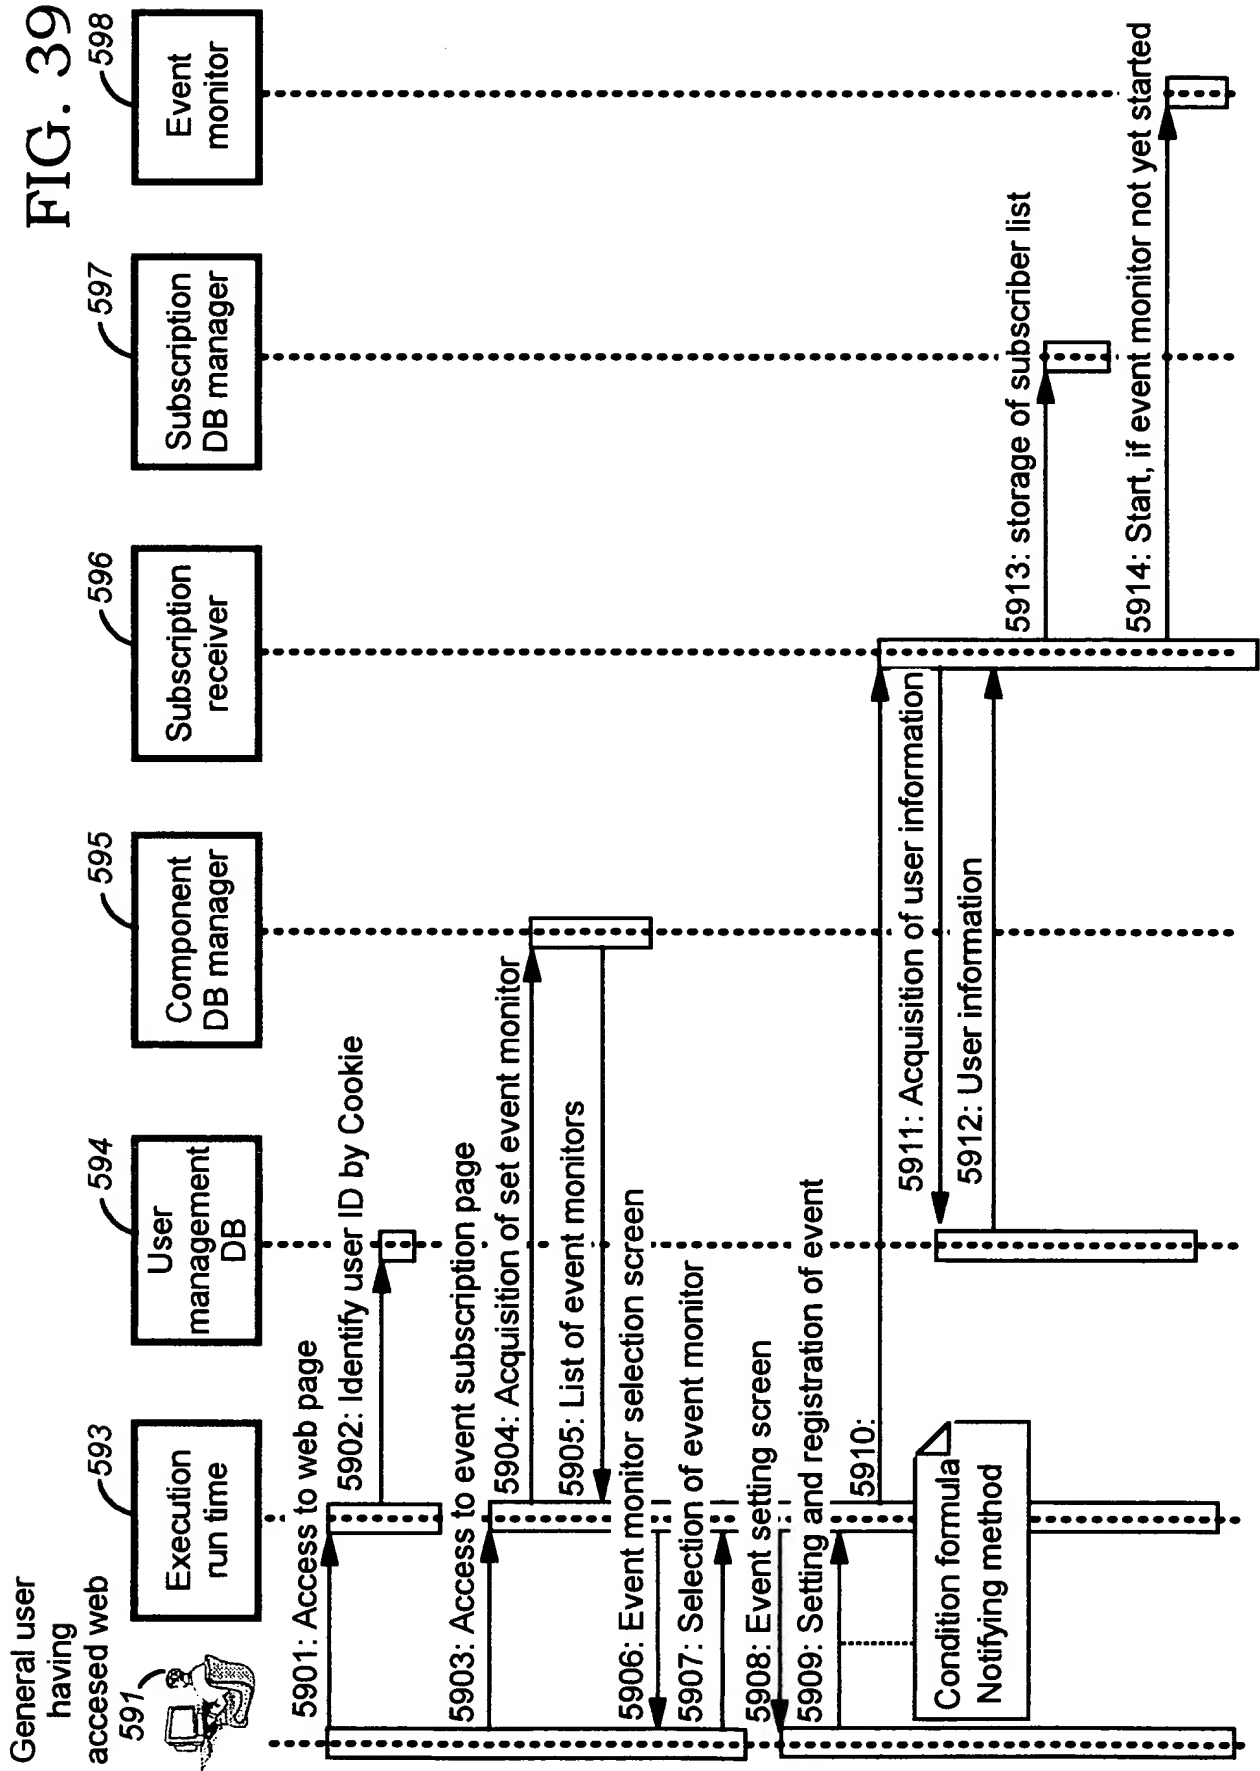 FIG. 39
General user
having
accesed web
591
593
Execution
run time
594
User
management
DB
595
Component
DB manager
596
Subscription
receiver
597
Subscription
DB manager
598
Event
monitor
5901: Access to web page
5902: Identify user ID by Cookie
5903: Access to event subscription page
5904: Acquisition of set event monitor
5905: List of event monitors
5906: Event monitor selection screen
5907: Selection of event monitor
5908: Event setting screen
5909: Setting and registration of event
5910:
Condition formula
Notifying method
5911: Acquisition of user information
5912: User information
5913: storage of subscriber list
5914: Start, if event monitor not yet started